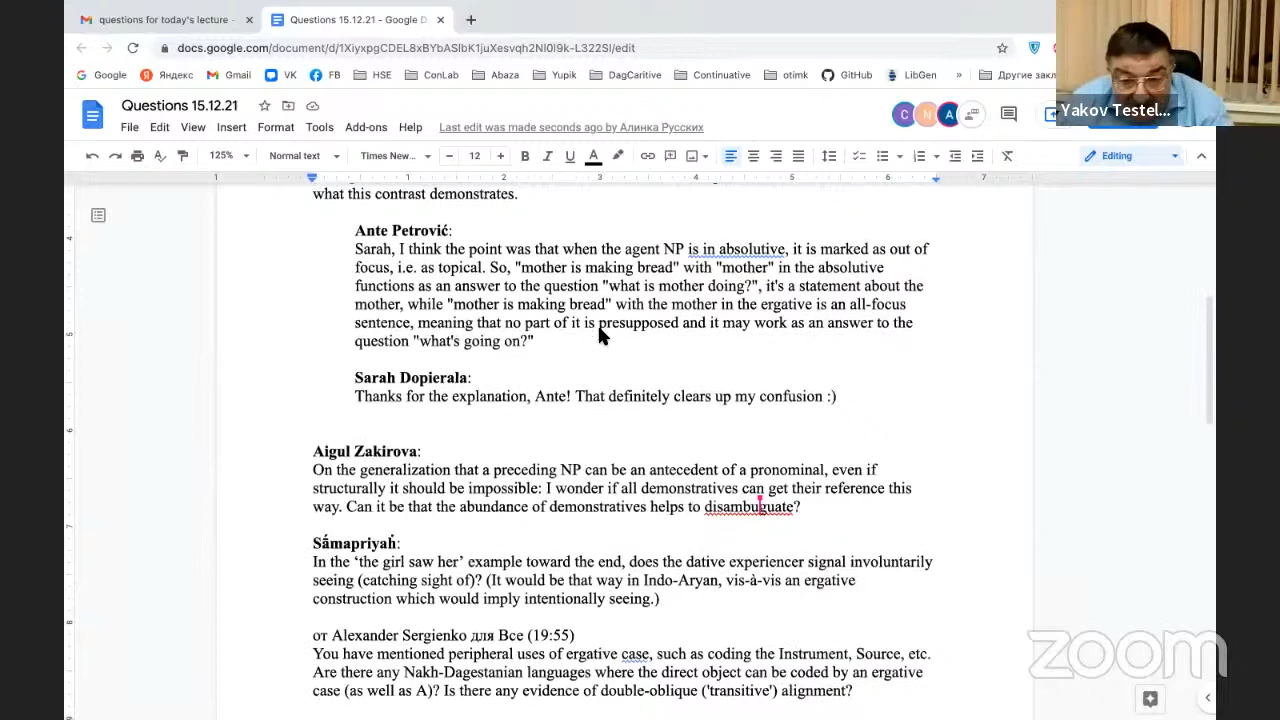 questions for today's lecture -
Questions 15.12.21 - Google D
docs.google.com/document/d/1XiyxpgCDEL8xBYbASIbK1juXesvqh2NI0l9k-L322SI/edit
Google Яндекс Gmail VK FB HSE ConLab Abaza Yupik DagCaritive Continuative otimk GitHub LibGen » Другие закл
Yakov Testel...
Questions 15.12.21
File Edit View Insert Format Tools Add-ons Help Last edit was made seconds ago by Алинка Русских
125% Normal text Times New... 12 Editing
1 1 2 3 4 5 6 7
what this contrast demonstrates.
Ante Petrović:
Sarah, I think the point was that when the agent NP is in absolutive, it is marked as out of
focus, i.e. as topical. So, "mother is making bread" with "mother" in the absolutive
functions as an answer to the question "what is mother doing?", it's a statement about the
mother, while "mother is making bread" with the mother in the ergative is an all-focus
sentence, meaning that no part of it is presupposed and it may work as an answer to the
question "what's going on?"
Sarah Dopierala:
Thanks for the explanation, Ante! That definitely clears up my confusion :)
Aigul Zakirova:
On the generalization that a preceding NP can be an antecedent of a pronominal, even if
structurally it should be impossible: I wonder if all demonstratives can get their reference this
way. Can it be that the abundance of demonstratives helps to disambuguate?
Sā́mapriyaḣ:
In the ‘the girl saw her’ example toward the end, does the dative experiencer signal involuntarily
seeing (catching sight of)? (It would be that way in Indo-Aryan, vis-à-vis an ergative
construction which would imply intentionally seeing.)
от Alexander Sergienko для Все (19:55)
You have mentioned peripheral uses of ergative case, such as coding the Instrument, Source, etc.
Are there any Nakh-Dagestanian languages where the direct object can be coded by an ergative
case (as well as A)? Is there any evidence of double-oblique ('transitive') alignment?
zoom